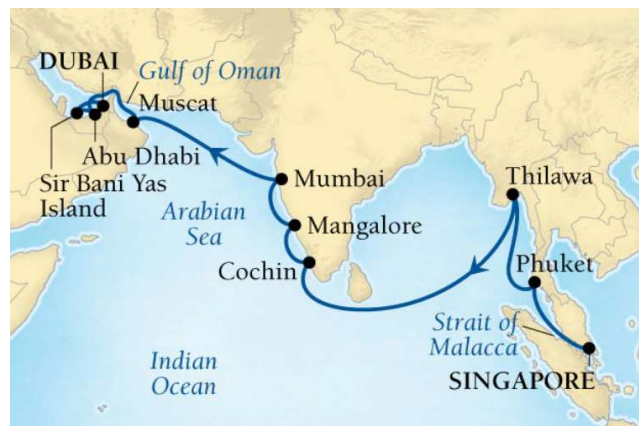 DUBAI
Gulf of Oman
Muscat
Abu Dhabi
Sir Bani Yas
Island
Mumbai
Thilawa
Arabian
Sea
Mangalore
Cochin
Phuket
Strait of
Malacca
Indian
Ocean
SINGAPORE